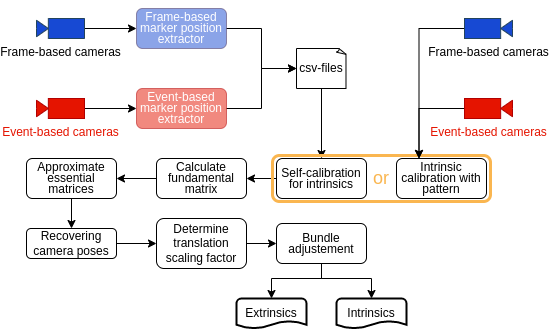 Frame-based
marker position
extractor
Frame-based cameras
Frame-based cameras
csv-files
Event-based
marker position
extractor
Event-based cameras
Event-based cameras
Approximate
essential
matrices
Calculate
fundamental
matrix
Self-calibration
for intrinsics
or
Intrinsic
calibration with
pattern
Recovering
camera poses
Determine
translation
scaling factor
Bundle
adjustement
Extrinsics
Intrinsics